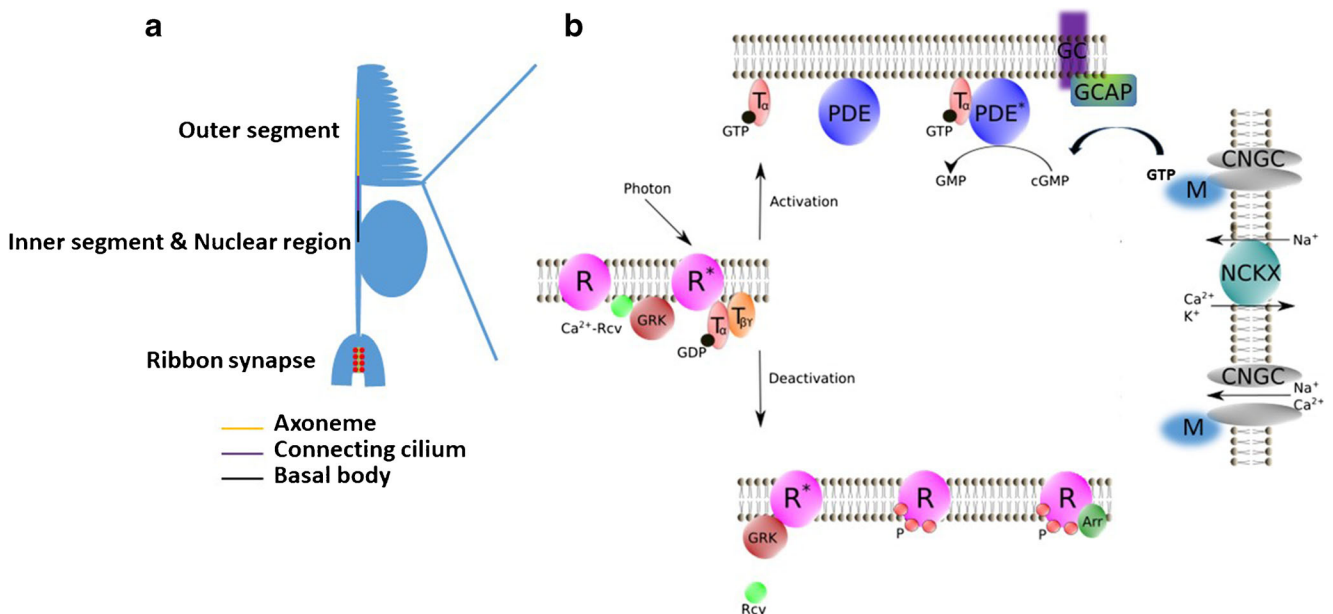 a
Outer segment
Inner segment & Nuclear region
Ribbon synapse
Axoneme
Connecting cilium
Basal body
b
GC
GCAP
Tα
GTP
PDE
Tα
GTP
PDE*
GMP
cGMP
GTP
Photon
Activation
R
R*
Ca²⁺-Rcv
GRK
Tα
Tβγ
GDP
Deactivation
CNGC
M
Na⁺
NCKX
Ca²⁺
K⁺
CNGC
Na⁺
Ca²⁺
M
R*
GRK
Rcv
R
P
R
P
Arr